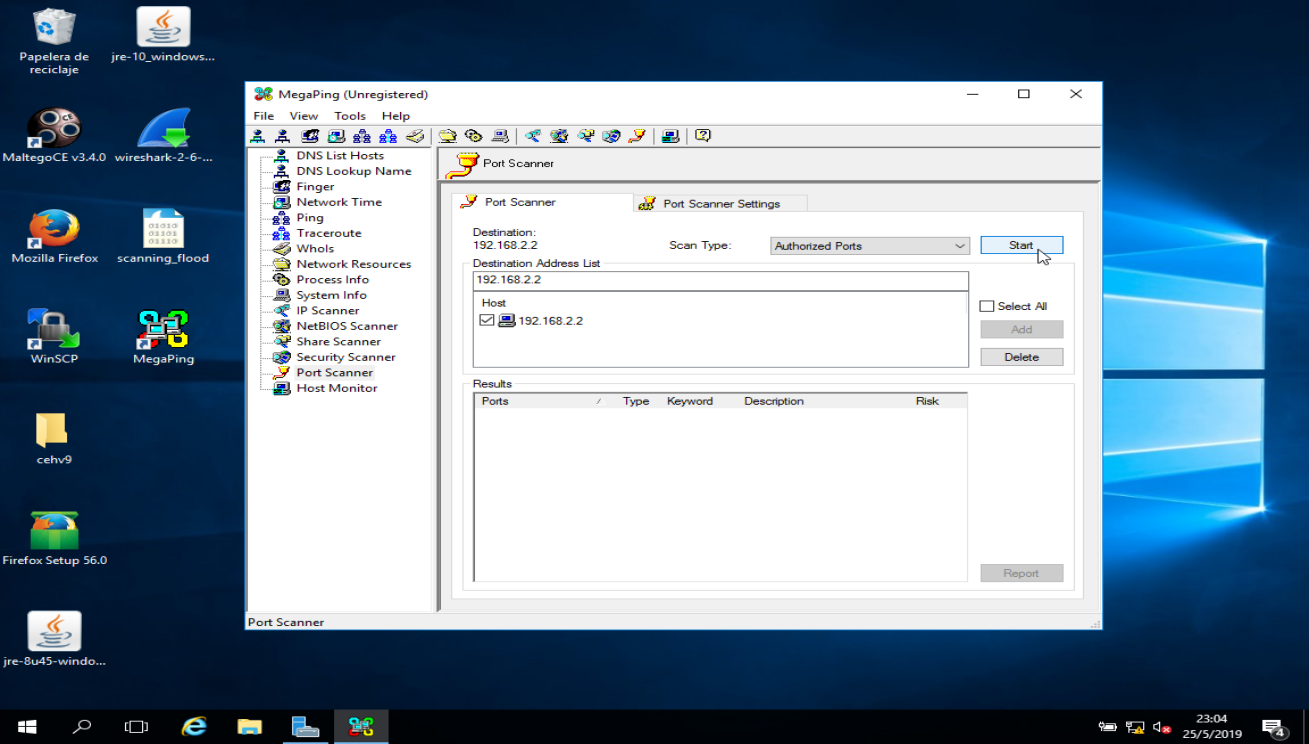 Papelera de
reciclaje
jre-10_windows...
MaltegoCE v3.4.0
wireshark-2-6-...
Mozilla Firefox
scanning_flood
WinSCP
MegaPing
cehv9
Firefox Setup 56.0
jre-8u45-windo...
MegaPing (Unregistered)
File View Tools Help
DNS List Hosts
DNS Lookup Name
Finger
Network Time
Ping
Traceroute
WhoIs
Network Resources
Process Info
System Info
IP Scanner
NetBIOS Scanner
Share Scanner
Security Scanner
Port Scanner
Host Monitor
Port Scanner
Port Scanner
Port Scanner Settings
Destination:
192.168.2.2
Scan Type:
Authorized Ports
Start
Destination Address List
192.168.2.2
Host
192.168.2.2
Select All
Add
Delete
Results
Ports Type Keyword Description Risk
Report
Port Scanner
23:04
25/5/2019
4